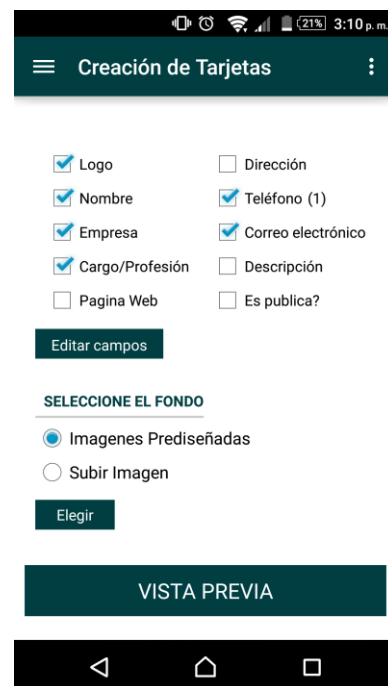 21% 3:10 p. m.
Creación de Tarjetas
Logo Dirección
Nombre Teléfono (1)
Empresa Correo electrónico
Cargo/Profesión Descripción
Pagina Web Es publica?
Editar campos
SELECCIONE EL FONDO
Imagenes Prediseñadas
Subir Imagen
Elegir
VISTA PREVIA